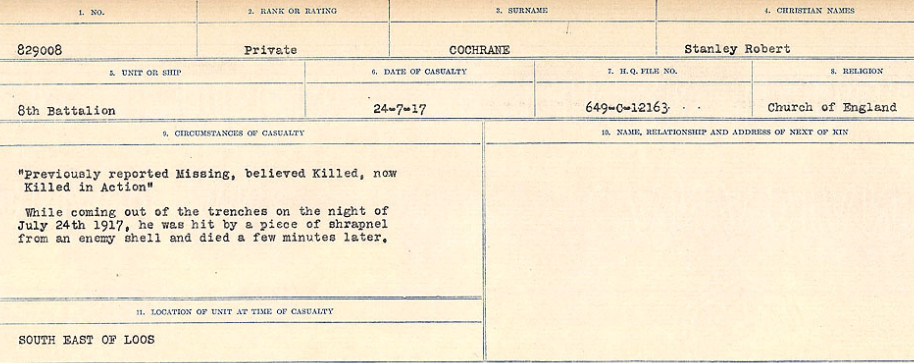 1. NO. 2. RANK OR RATING 3. SURNAME 4. CHRISTIAN NAMES
829008 Private COCHRANE Stanley Robert
5. UNIT OR SHIP 6. DATE OF CASUALTY 7. H.Q. FILE NO. 8. RELIGION
8th Battalion 24-7-17 649-C-12163 Church of England
9. CIRCUMSTANCES OF CASUALTY 10. NAME, RELATIONSHIP AND ADDRESS OF NEXT OF KIN
"Previously reported Missing, believed Killed, now
Killed in Action"
While coming out of the trenches on the night of
July 24th 1917, he was hit by a piece of shrapnel
from an enemy shell and died a few minutes later.
11. LOCATION OF UNIT AT TIME OF CASUALTY
SOUTH EAST OF LOOS